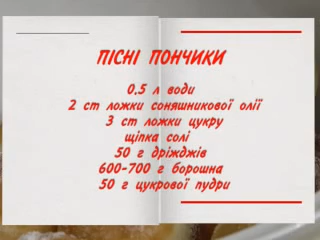 ПІСНІ ПОНЧИКИ
0.5 л води
2 ст ложки соняшникової олії
3 ст ложки цукру
щіпка солі
50 г дріжджів
600-700 г борошна
50 г цукрової пудри